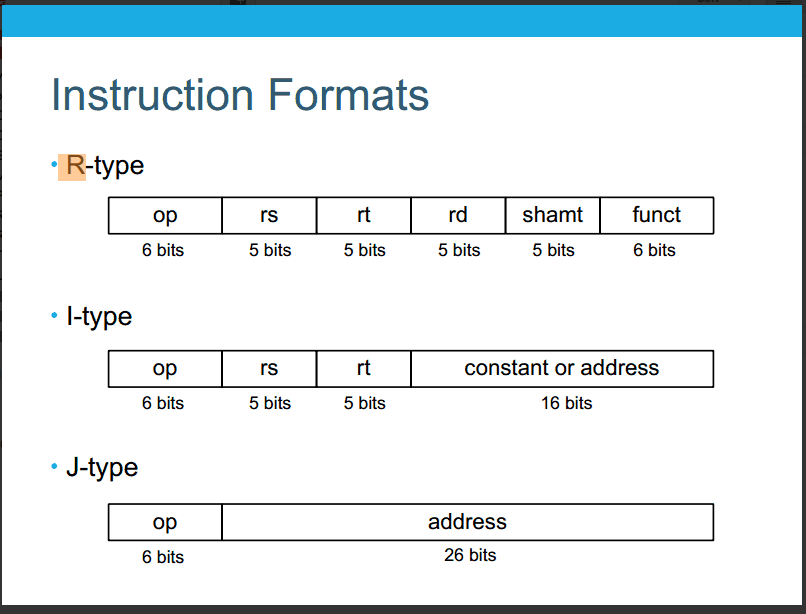 Instruction Formats
• R-type
op rs rt rd shamt funct
6 bits 5 bits 5 bits 5 bits 5 bits 6 bits
• I-type
op rs rt constant or address
6 bits 5 bits 5 bits 16 bits
• J-type
op address
6 bits 26 bits